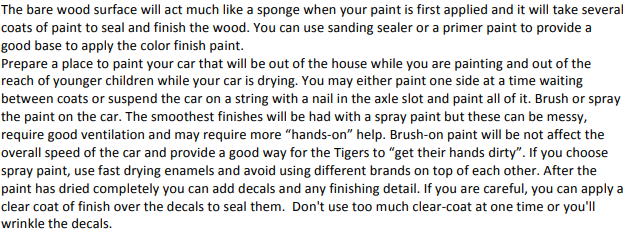 The bare wood surface will act much like a sponge when your paint is first applied and it will take several
coats of paint to seal and finish the wood. You can use sanding sealer or a primer paint to provide a
good base to apply the color finish paint.
Prepare a place to paint your car that will be out of the house while you are painting and out of the
reach of younger children while your car is drying. You may either paint one side at a time waiting
between coats or suspend the car on a string with a nail in the axle slot and paint all of it. Brush or spray
the paint on the car. The smoothest finishes will be had with a spray paint but these can be messy,
require good ventilation and may require more “hands-on” help. Brush-on paint will be not affect the
overall speed of the car and provide a good way for the Tigers to “get their hands dirty”. If you choose
spray paint, use fast drying enamels and avoid using different brands on top of each other. After the
paint has dried completely you can add decals and any finishing detail. If you are careful, you can apply a
clear coat of finish over the decals to seal them.  Don't use too much clear-coat at one time or you'll
wrinkle the decals.